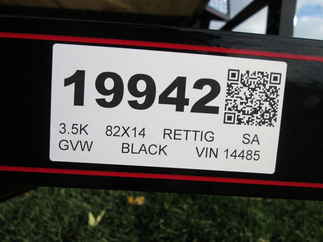 19942
3.5K 82X14 RETTIG SA
GVW BLACK VIN 14485